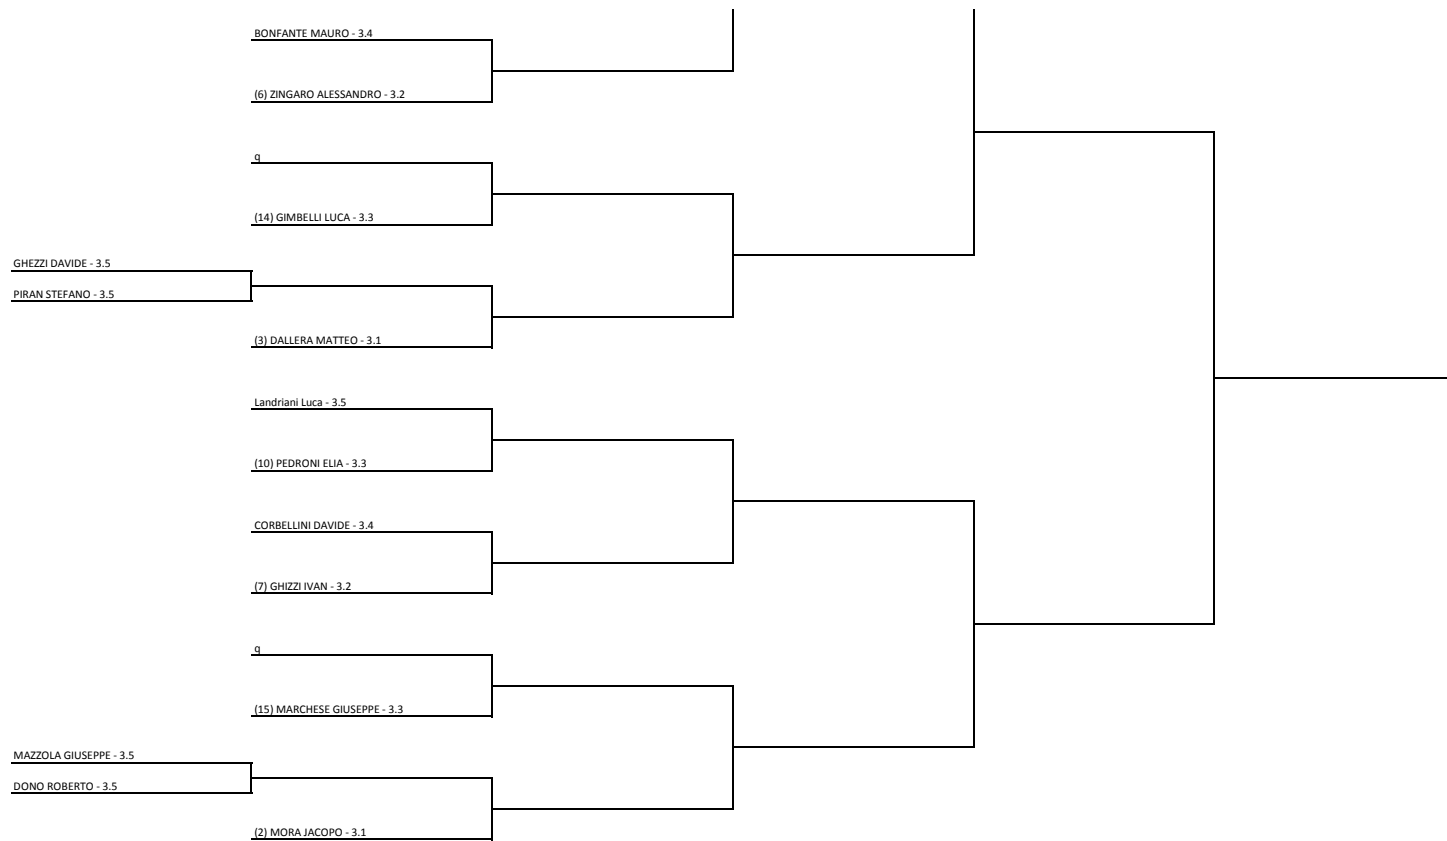 BONFANTE MAURO - 3.4
(6) ZINGARO ALESSANDRO - 3.2
q
(14) GIMBELLI LUCA - 3.3
GHEZZI DAVIDE - 3.5
PIRAN STEFANO - 3.5
(3) DALLERA MATTEO - 3.1
Landriani Luca - 3.5
(10) PEDRONI ELIA - 3.3
CORBELLINI DAVIDE - 3.4
(7) GHIZZI IVAN - 3.2
q
(15) MARCHESE GIUSEPPE - 3.3
MAZZOLA GIUSEPPE - 3.5
DONO ROBERTO - 3.5
(2) MORA JACOPO - 3.1